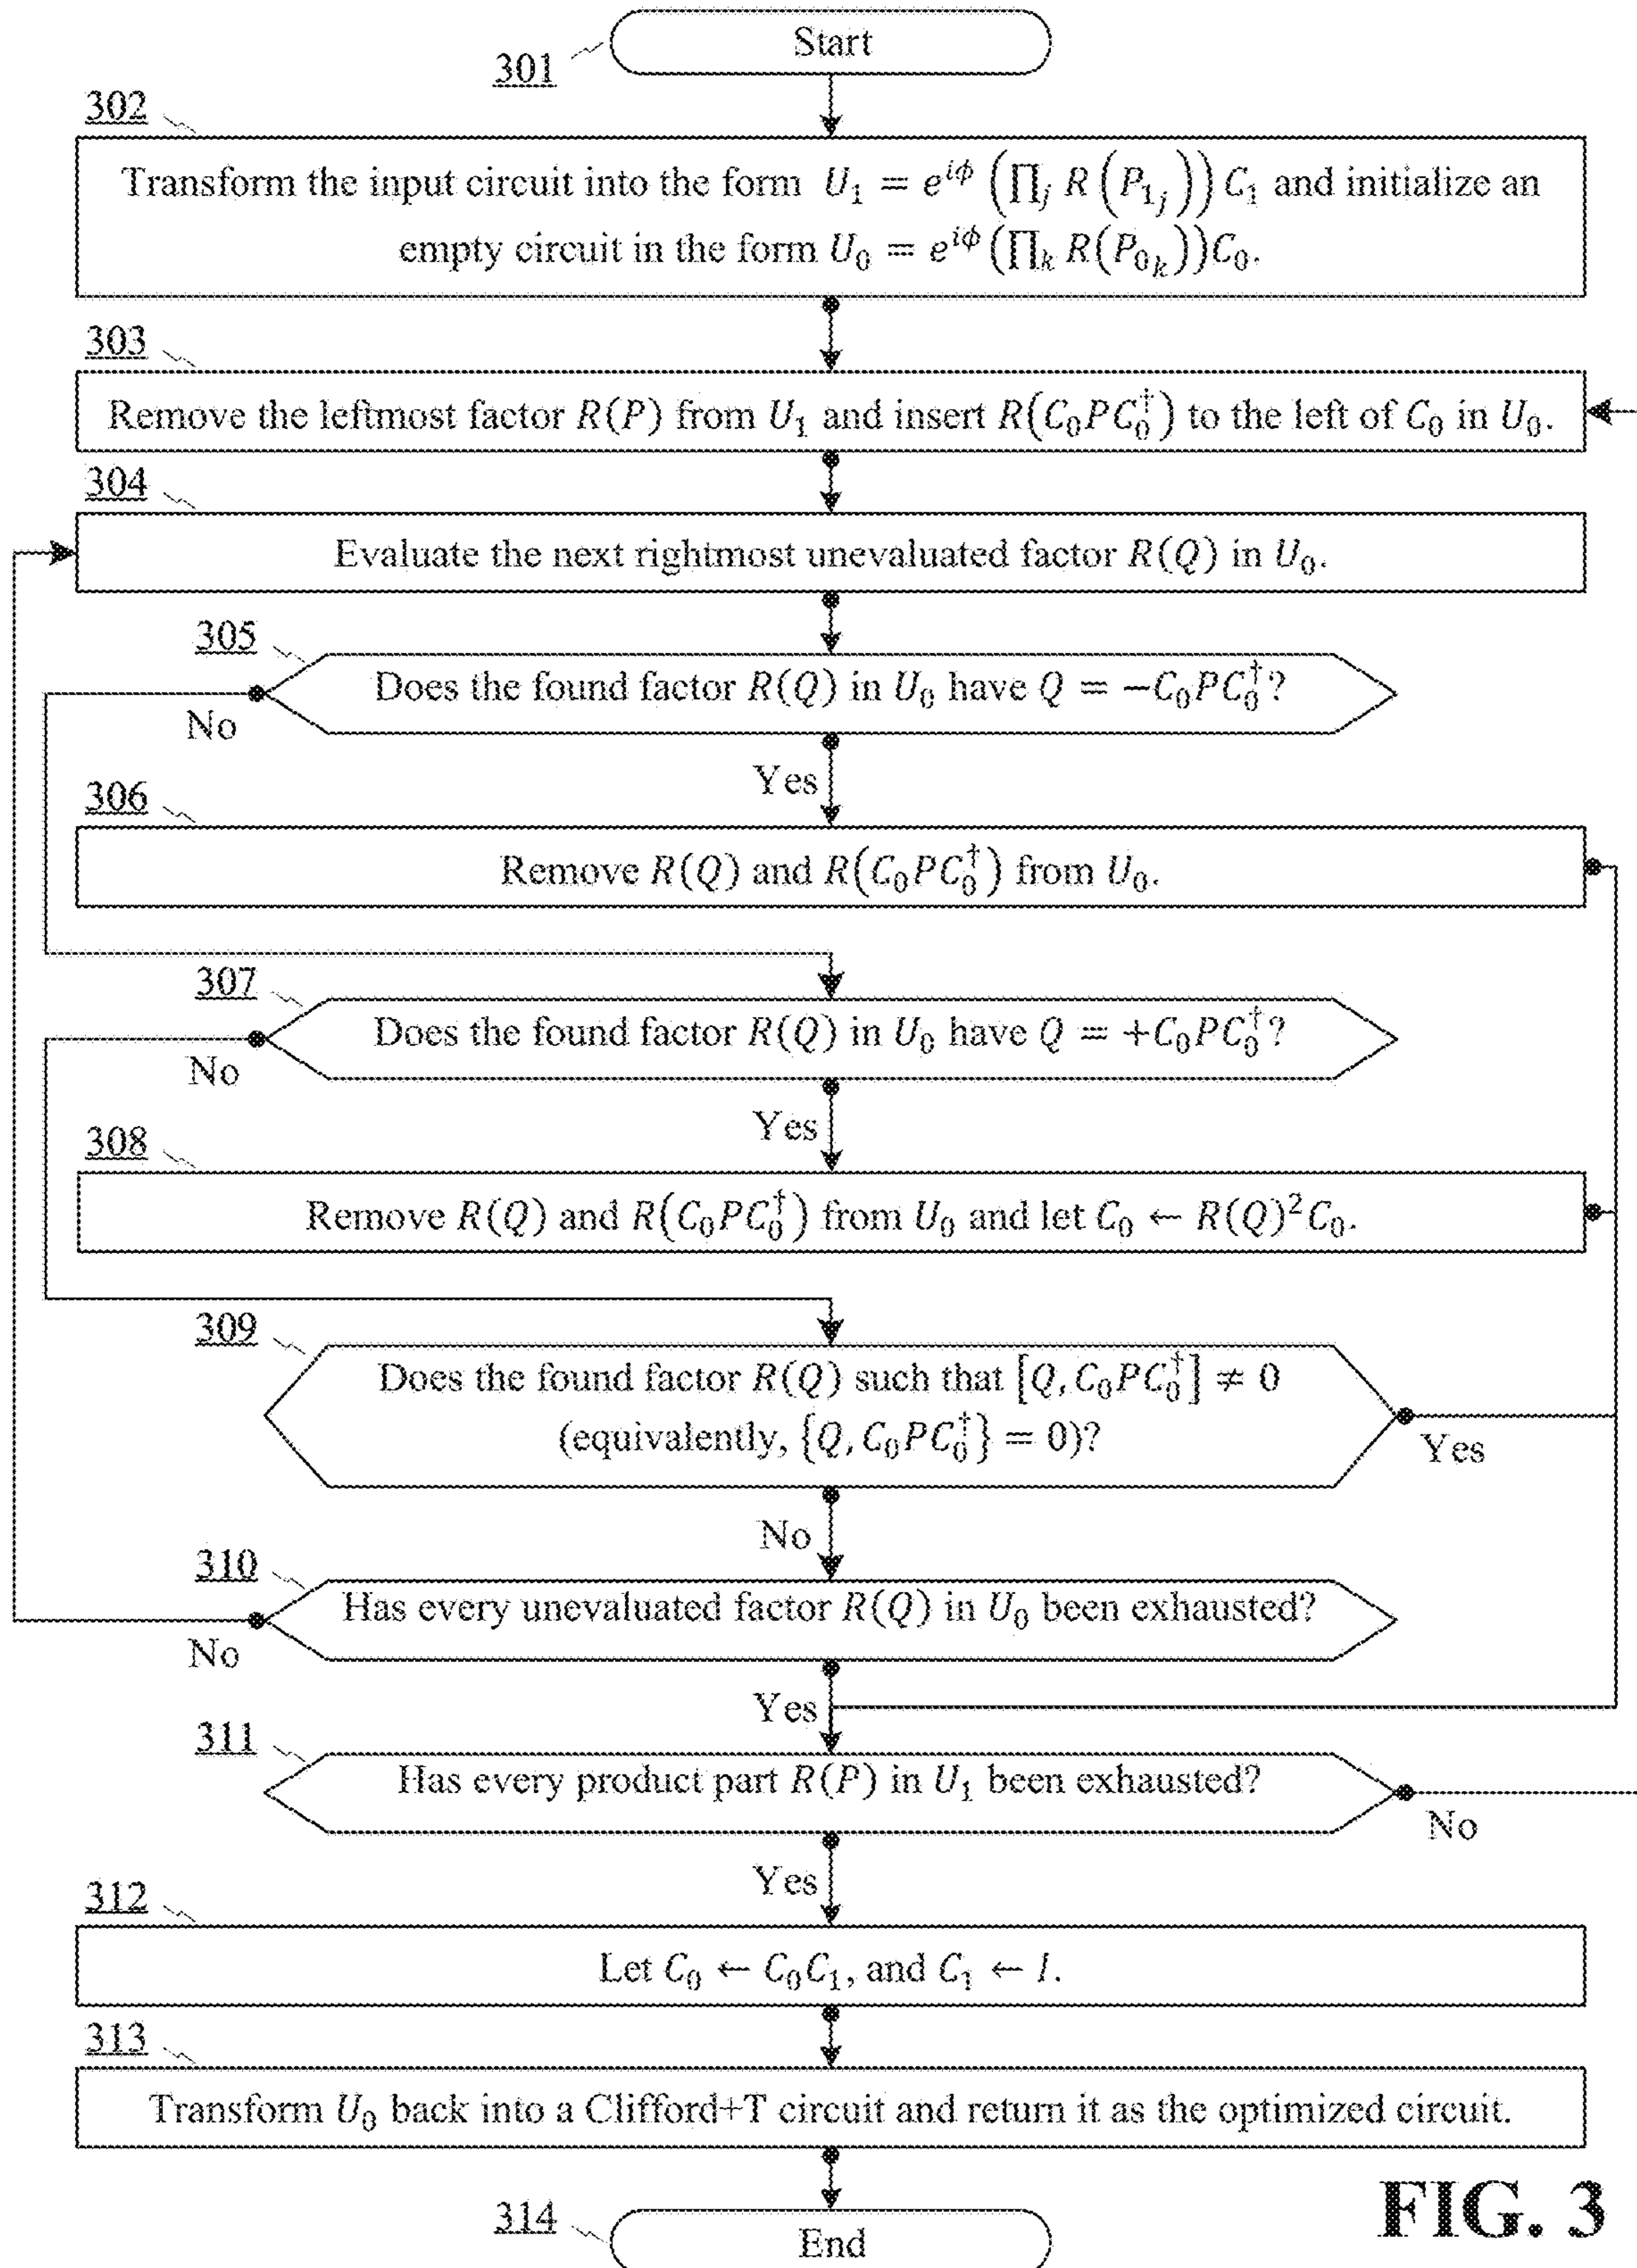 Start
301
302
Transform the input circuit into the form U₁ = e^{iϕ} (∏ⱼ R (P_{1_j})) C₁ and initialize an
empty circuit in the form U₀ = e^{iϕ}(∏ₖ R(P_{0_k}))C₀.
303
Remove the leftmost factor R(P) from U₁ and insert R(C₀PC₀†) to the left of C₀ in U₀.
304
Evaluate the next rightmost unevaluated factor R(Q) in U₀.
305
Does the found factor R(Q) in U₀ have Q = −C₀PC₀†?
No
Yes
306
Remove R(Q) and R(C₀PC₀†) from U₀.
307
Does the found factor R(Q) in U₀ have Q = +C₀PC₀†?
No
Yes
308
Remove R(Q) and R(C₀PC₀†) from U₀ and let C₀ ← R(Q)²C₀.
309
Does the found factor R(Q) such that [Q, C₀PC₀†] ≠ 0
(equivalently, {Q, C₀PC₀†} = 0)?
Yes
No
310
Has every unevaluated factor R(Q) in U₀ been exhausted?
No
Yes
311
Has every product part R(P) in U₁ been exhausted?
No
Yes
312
Let C₀ ← C₀C₁, and C₁ ← I.
313
Transform U₀ back into a Clifford+T circuit and return it as the optimized circuit.
314
End
FIG. 3